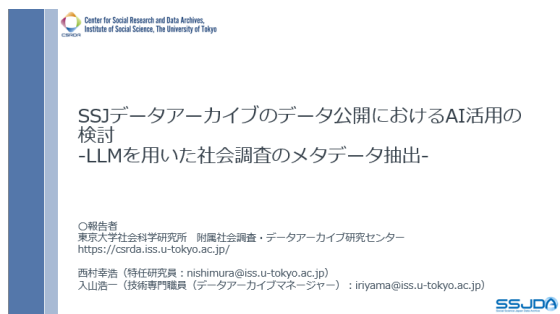 Center for Social Research and Data Archives,
Institute of Social Science, The University of Tokyo
CSRDA
SSJデータアーカイブのデータ公開におけるAI活用の
検討
-LLMを用いた社会調査のメタデータ抽出-
〇報告者
東京大学社会科学研究所　附属社会調査・データアーカイブ研究センター
https://csrda.iss.u-tokyo.ac.jp/
西村幸浩（特任研究員：nishimura@iss.u-tokyo.ac.jp）
入山浩一（技術専門職員（データアーカイブマネージャー）：iriyama@iss.u-tokyo.ac.jp）
SSJDA